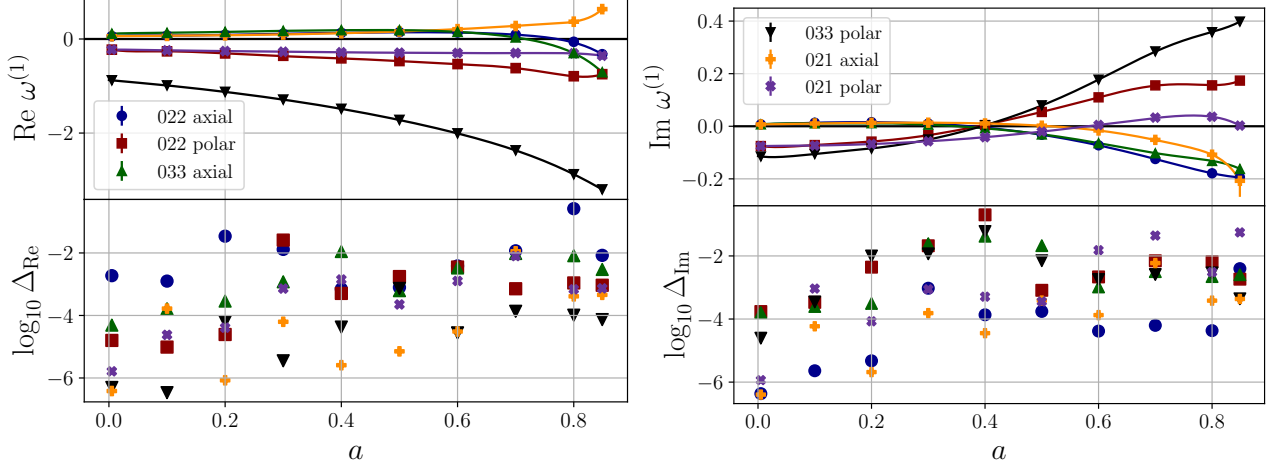 Re ω^(1)
0
−2
022 axial
022 polar
033 axial
log₁₀ Δ_Re
−2
−4
−6
0.0 0.2 0.4 0.6 0.8
a
Im ω^(1)
0.4
0.2
0.0
−0.2
033 polar
021 axial
021 polar
log₁₀ Δ_Im
−2
−4
−6
0.0 0.2 0.4 0.6 0.8
a